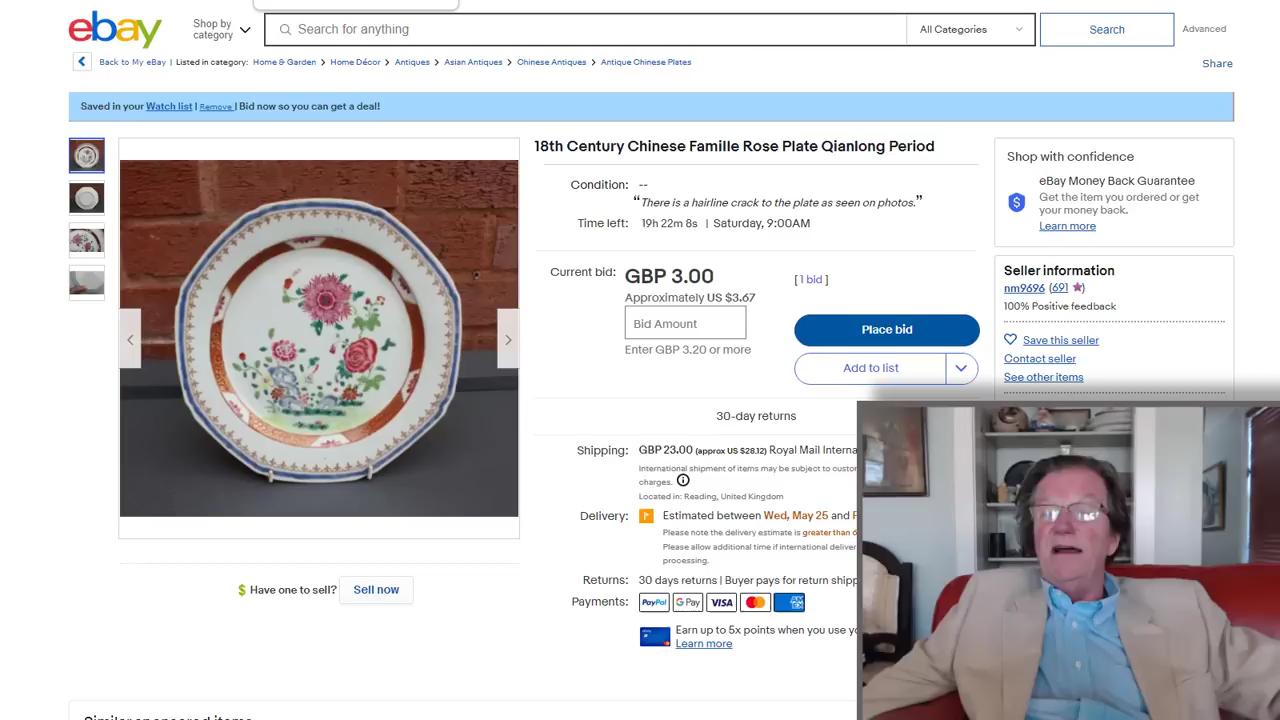 ebay
Shop by
category
Search for anything
All Categories
Search
Advanced
Back to My eBay | Listed in category: Home & Garden > Home Décor > Antiques > Asian Antiques > Chinese Antiques > Antique Chinese Plates
Share
Saved in your Watch list | Remove | Bid now so you can get a deal!
18th Century Chinese Famille Rose Plate Qianlong Period
Condition: --
“There is a hairline crack to the plate as seen on photos.”
Time left: 19h 22m 8s | Saturday, 9:00AM
Current bid: GBP 3.00
[ 1 bid ]
Approximately US $3.67
Bid Amount
Place bid
Enter GBP 3.20 or more
Add to list
30-day returns
Shipping: GBP 23.00 (approx US $28.12) Royal Mail Interna
International shipment of items may be subject to custom
charges.
Located in: Reading, United Kingdom
Delivery: Estimated between Wed, May 25 and
Please note the delivery estimate is greater than 6
Please allow additional time if international deliver
processing.
Returns: 30 days returns | Buyer pays for return shipp
Payments: PayPal G Pay VISA
Earn up to 5x points when you use yo
Learn more
$ Have one to sell? Sell now
Shop with confidence
eBay Money Back Guarantee
Get the item you ordered or get
your money back.
Learn more
Seller information
nm9696 (691 )
100% Positive feedback
Save this seller
Contact seller
See other items